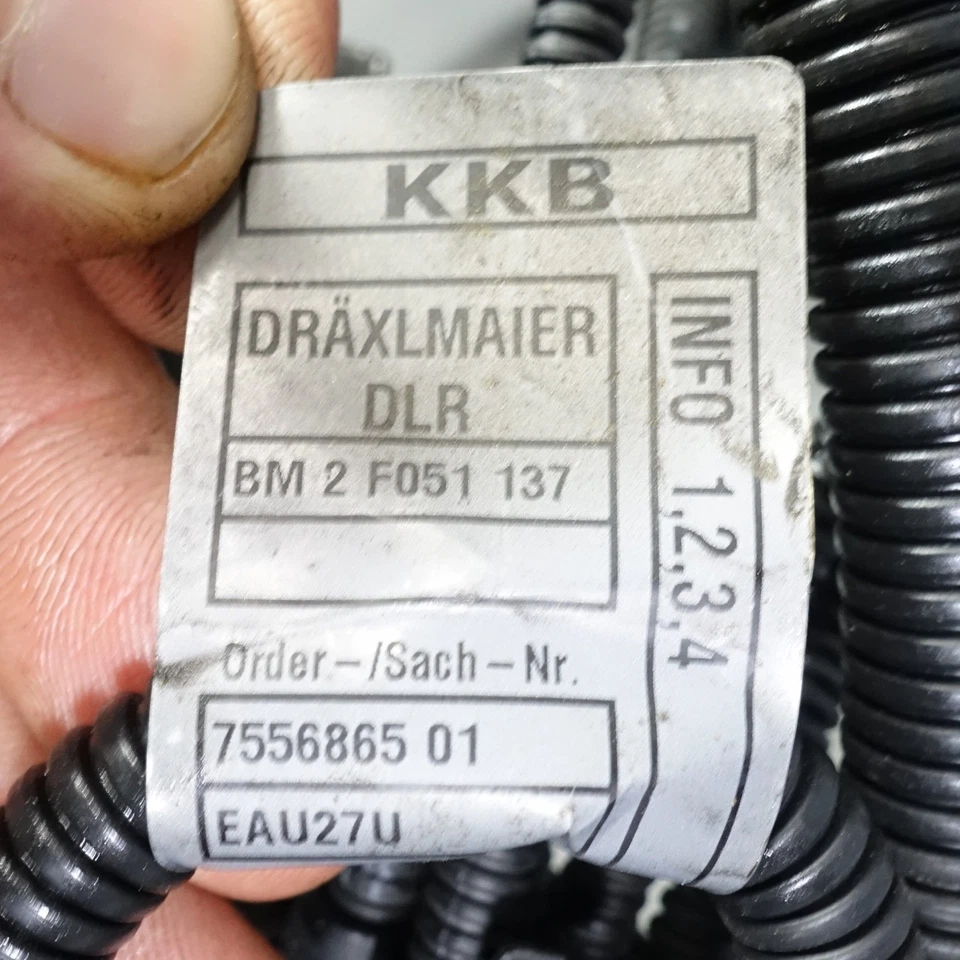 KKB
DRÄXLMAIER
DLR
BM 2 F051 137
INFO 1,2,3,4
Order-/Sach-Nr.
7556865 01
EAU27U